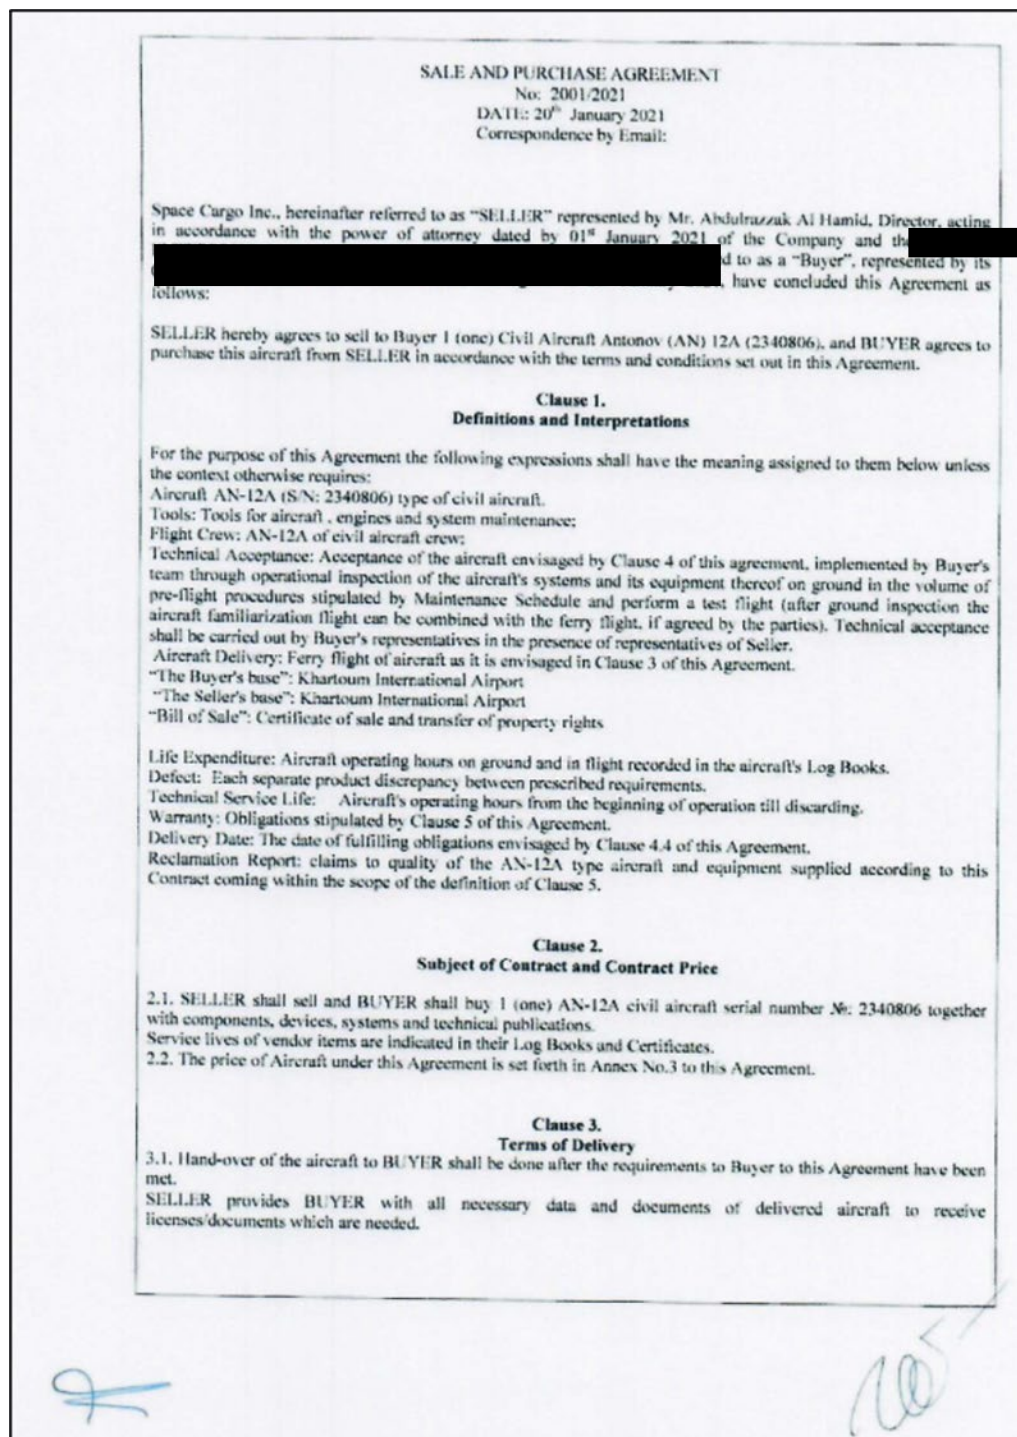 SALE AND PURCHASE AGREEMENT
No: 2001/2021
DATE: 20th January 2021
Correspondence by Email:
Space Cargo Inc., hereinafter referred to as “SELLER” represented by Mr. Abdulrazzak Al Hamid, Director, acting
in accordance with the power of attorney dated by 01st January 2021 of the Company and the
d to as a “Buyer”, represented by its
, have concluded this Agreement as
follows:
SELLER hereby agrees to sell to Buyer 1 (one) Civil Aircraft Antonov (AN) 12A (2340806), and BUYER agrees to
purchase this aircraft from SELLER in accordance with the terms and conditions set out in this Agreement.
Clause 1.
Definitions and Interpretations
For the purpose of this Agreement the following expressions shall have the meaning assigned to them below unless
the context otherwise requires:
Aircraft AN-12A (S/N: 2340806) type of civil aircraft.
Tools: Tools for aircraft , engines and system maintenance;
Flight Crew: AN-12A of civil aircraft crew;
Technical Acceptance: Acceptance of the aircraft envisaged by Clause 4 of this agreement, implemented by Buyer's
team through operational inspection of the aircraft's systems and its equipment thereof on ground in the volume of
pre-flight procedures stipulated by Maintenance Schedule and perform a test flight (after ground inspection the
aircraft familiarization flight can be combined with the ferry flight, if agreed by the parties). Technical acceptance
shall be carried out by Buyer's representatives in the presence of representatives of Seller.
Aircraft Delivery: Ferry flight of aircraft as it is envisaged in Clause 3 of this Agreement.
“The Buyer's base”: Khartoum International Airport
“The Seller's base”: Khartoum International Airport
“Bill of Sale”: Certificate of sale and transfer of property rights
Life Expenditure: Aircraft operating hours on ground and in flight recorded in the aircraft's Log Books.
Defect: Each separate product discrepancy between prescribed requirements.
Technical Service Life: Aircraft's operating hours from the beginning of operation till discarding.
Warranty: Obligations stipulated by Clause 5 of this Agreement.
Delivery Date: The date of fulfilling obligations envisaged by Clause 4.4 of this Agreement.
Reclamation Report: claims to quality of the AN-12A type aircraft and equipment supplied according to this
Contract coming within the scope of the definition of Clause 5.
Clause 2.
Subject of Contract and Contract Price
2.1. SELLER shall sell and BUYER shall buy 1 (one) AN-12A civil aircraft serial number №: 2340806 together
with components, devices, systems and technical publications.
Service lives of vendor items are indicated in their Log Books and Certificates.
2.2. The price of Aircraft under this Agreement is set forth in Annex No.3 to this Agreement.
Clause 3.
Terms of Delivery
3.1. Hand-over of the aircraft to BUYER shall be done after the requirements to Buyer to this Agreement have been
met.
SELLER provides BUYER with all necessary data and documents of delivered aircraft to receive
licenses/documents which are needed.